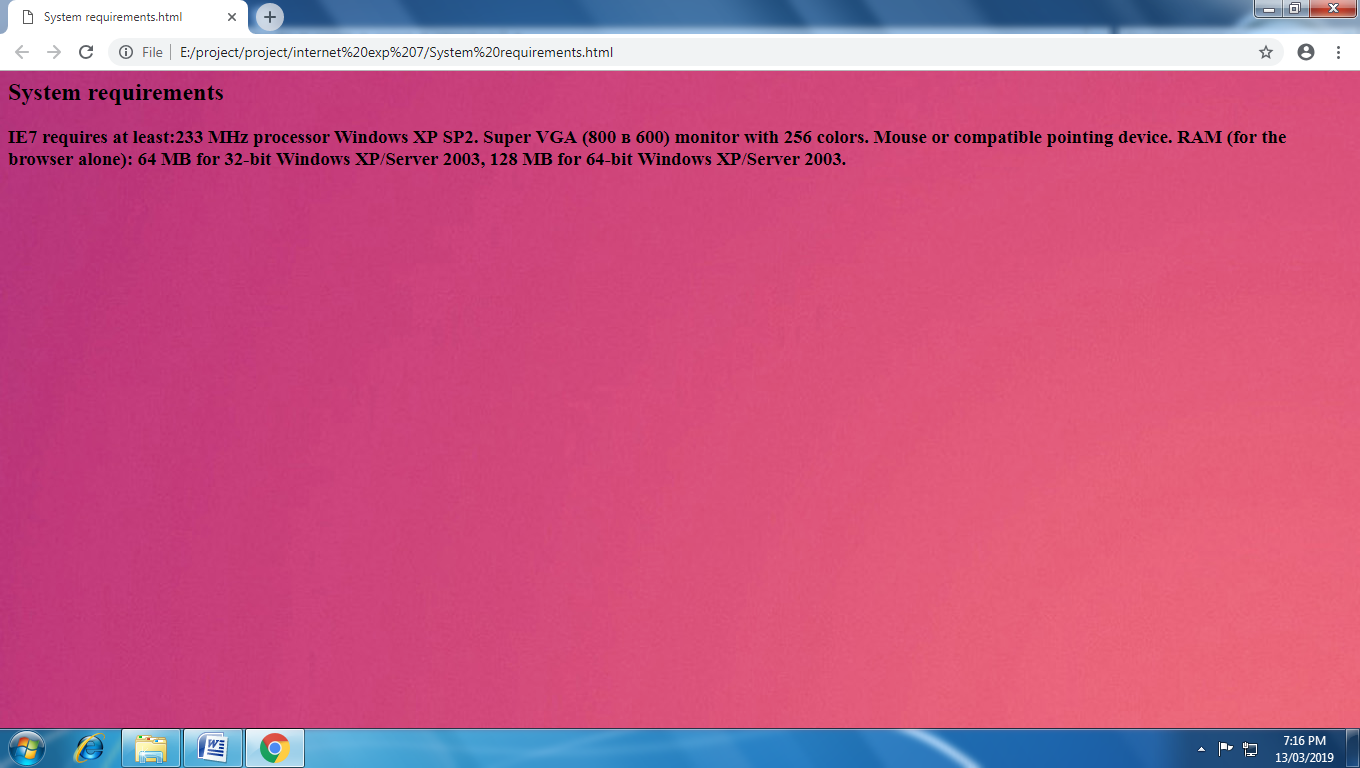 System requirements.html
File
E:/project/project/internet%20exp%207/System%20requirements.html
System requirements
IE7 requires at least:233 MHz processor Windows XP SP2. Super VGA (800 в 600) monitor with 256 colors. Mouse or compatible pointing device. RAM (for the
browser alone): 64 MB for 32-bit Windows XP/Server 2003, 128 MB for 64-bit Windows XP/Server 2003.
7:16 PM
13/03/2019